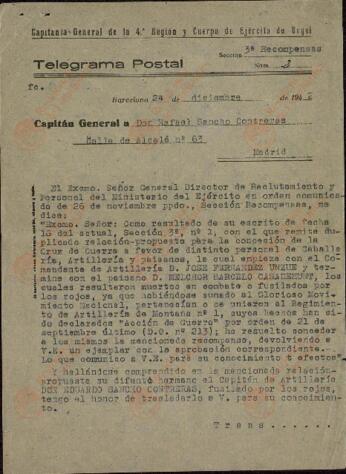 Capitanía General de la 4ª Región y Cuerpo de Ejército de Urgel
Sección 3ª Recompensas
Telegrama Postal
Núm. 2
fc.
Barcelona 24 de diciembre de 194
Capitán General a Don Rafael Sancho Contreras
Calle de Alcalá nº 63
Madrid
El Excmo. Señor General Director de Reclutamiento y
Personal del Ministerio del Ejército en orden comunicada
de 26 de noviembre ppdo., Sección Recompensas, me
dice:
"Excmo. Señor: Como resultado de su escrito de fecha
10 del actual, Sección 3ª, nº 2, con el que remite du-
plicado relación-propuesta para la concesión de la
Cruz de Guerra a favor de distinto personal de Caballe
ría, Artillería y paisanos, la cual empieza con el Co-
mandante de Artillería D. JOSE FERNANDEZ UNZUE y ter-
mina con el paisano D. MELCHOR MARCELO CASADEMUNT, los
cuales resultaron muertos en combate o fusilados
por los rojos, ya que habiéndose sumado al Glorioso Mo-
vimiento Nacional, pertenecían o se unieron al Regimien-
to de Artillería de Montaña nº 1, cuyos hechos han si-
do declarados "Acción de Guerra" por orden de 21 de
septiembre último (D.O. nº 213), ha resuelto conceder
a los mismos la mencionada recompensa, devolviendo a
V.E. un ejemplar con la aprobación correspondiente.-
Lo que comunico a V.E. para su conocimiento y efectos"
Y hallándose comprendido en la mencionada relación-
propuesta su difunto hermano el Capitán de Artillería
DON EDUARDO SANCHO CONTRERAS, fusilado por los rojos,
tengo el honor de trasladarlo a V. para su conocimien-
to.
Trans.......